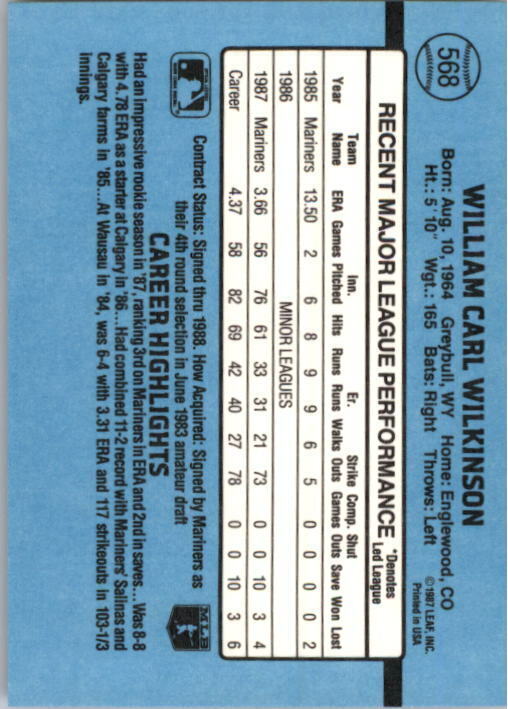 568
WILLIAM CARL WILKINSON
Born: Aug. 10, 1964 Greybull, WY Home: Englewood, CO
Ht.: 5' 10" Wgt.: 165 Bats: Right Throws: Left
©1987 LEAF, INC.
Printed in USA
RECENT MAJOR LEAGUE PERFORMANCE
*Denotes
Led League
Team Inn. Er. Strike Comp. Shut
Year Name ERA Games Pitched Hits Runs Runs Walks Outs Games Outs Save Won Lost
1985 Mariners 13.50 2 6 8 9 9 6 5 0 0 0 0 2
1986 MINOR LEAGUES
1987 Mariners 3.66 56 76 61 33 31 21 73 0 0 10 3 4
Career 4.37 58 82 69 42 40 27 78 0 0 10 3 6
Contract Status: Signed thru 1988. How Acquired: Signed by Mariners as
their 4th round selection in June 1983 amateur draft
MLB
CAREER HIGHLIGHTS
Had an impressive rookie season in '87, ranking 3rd on Mariners in ERA and 2nd in saves... Was 8-8
with 4.78 ERA as a starter at Calgary in '86... Had combined 11-2 record with Mariners' Salinas and
Calgary farms in '85... At Wausau in '84, was 6-4 with 3.31 ERA and 117 strikeouts in 103-1/3
innings.